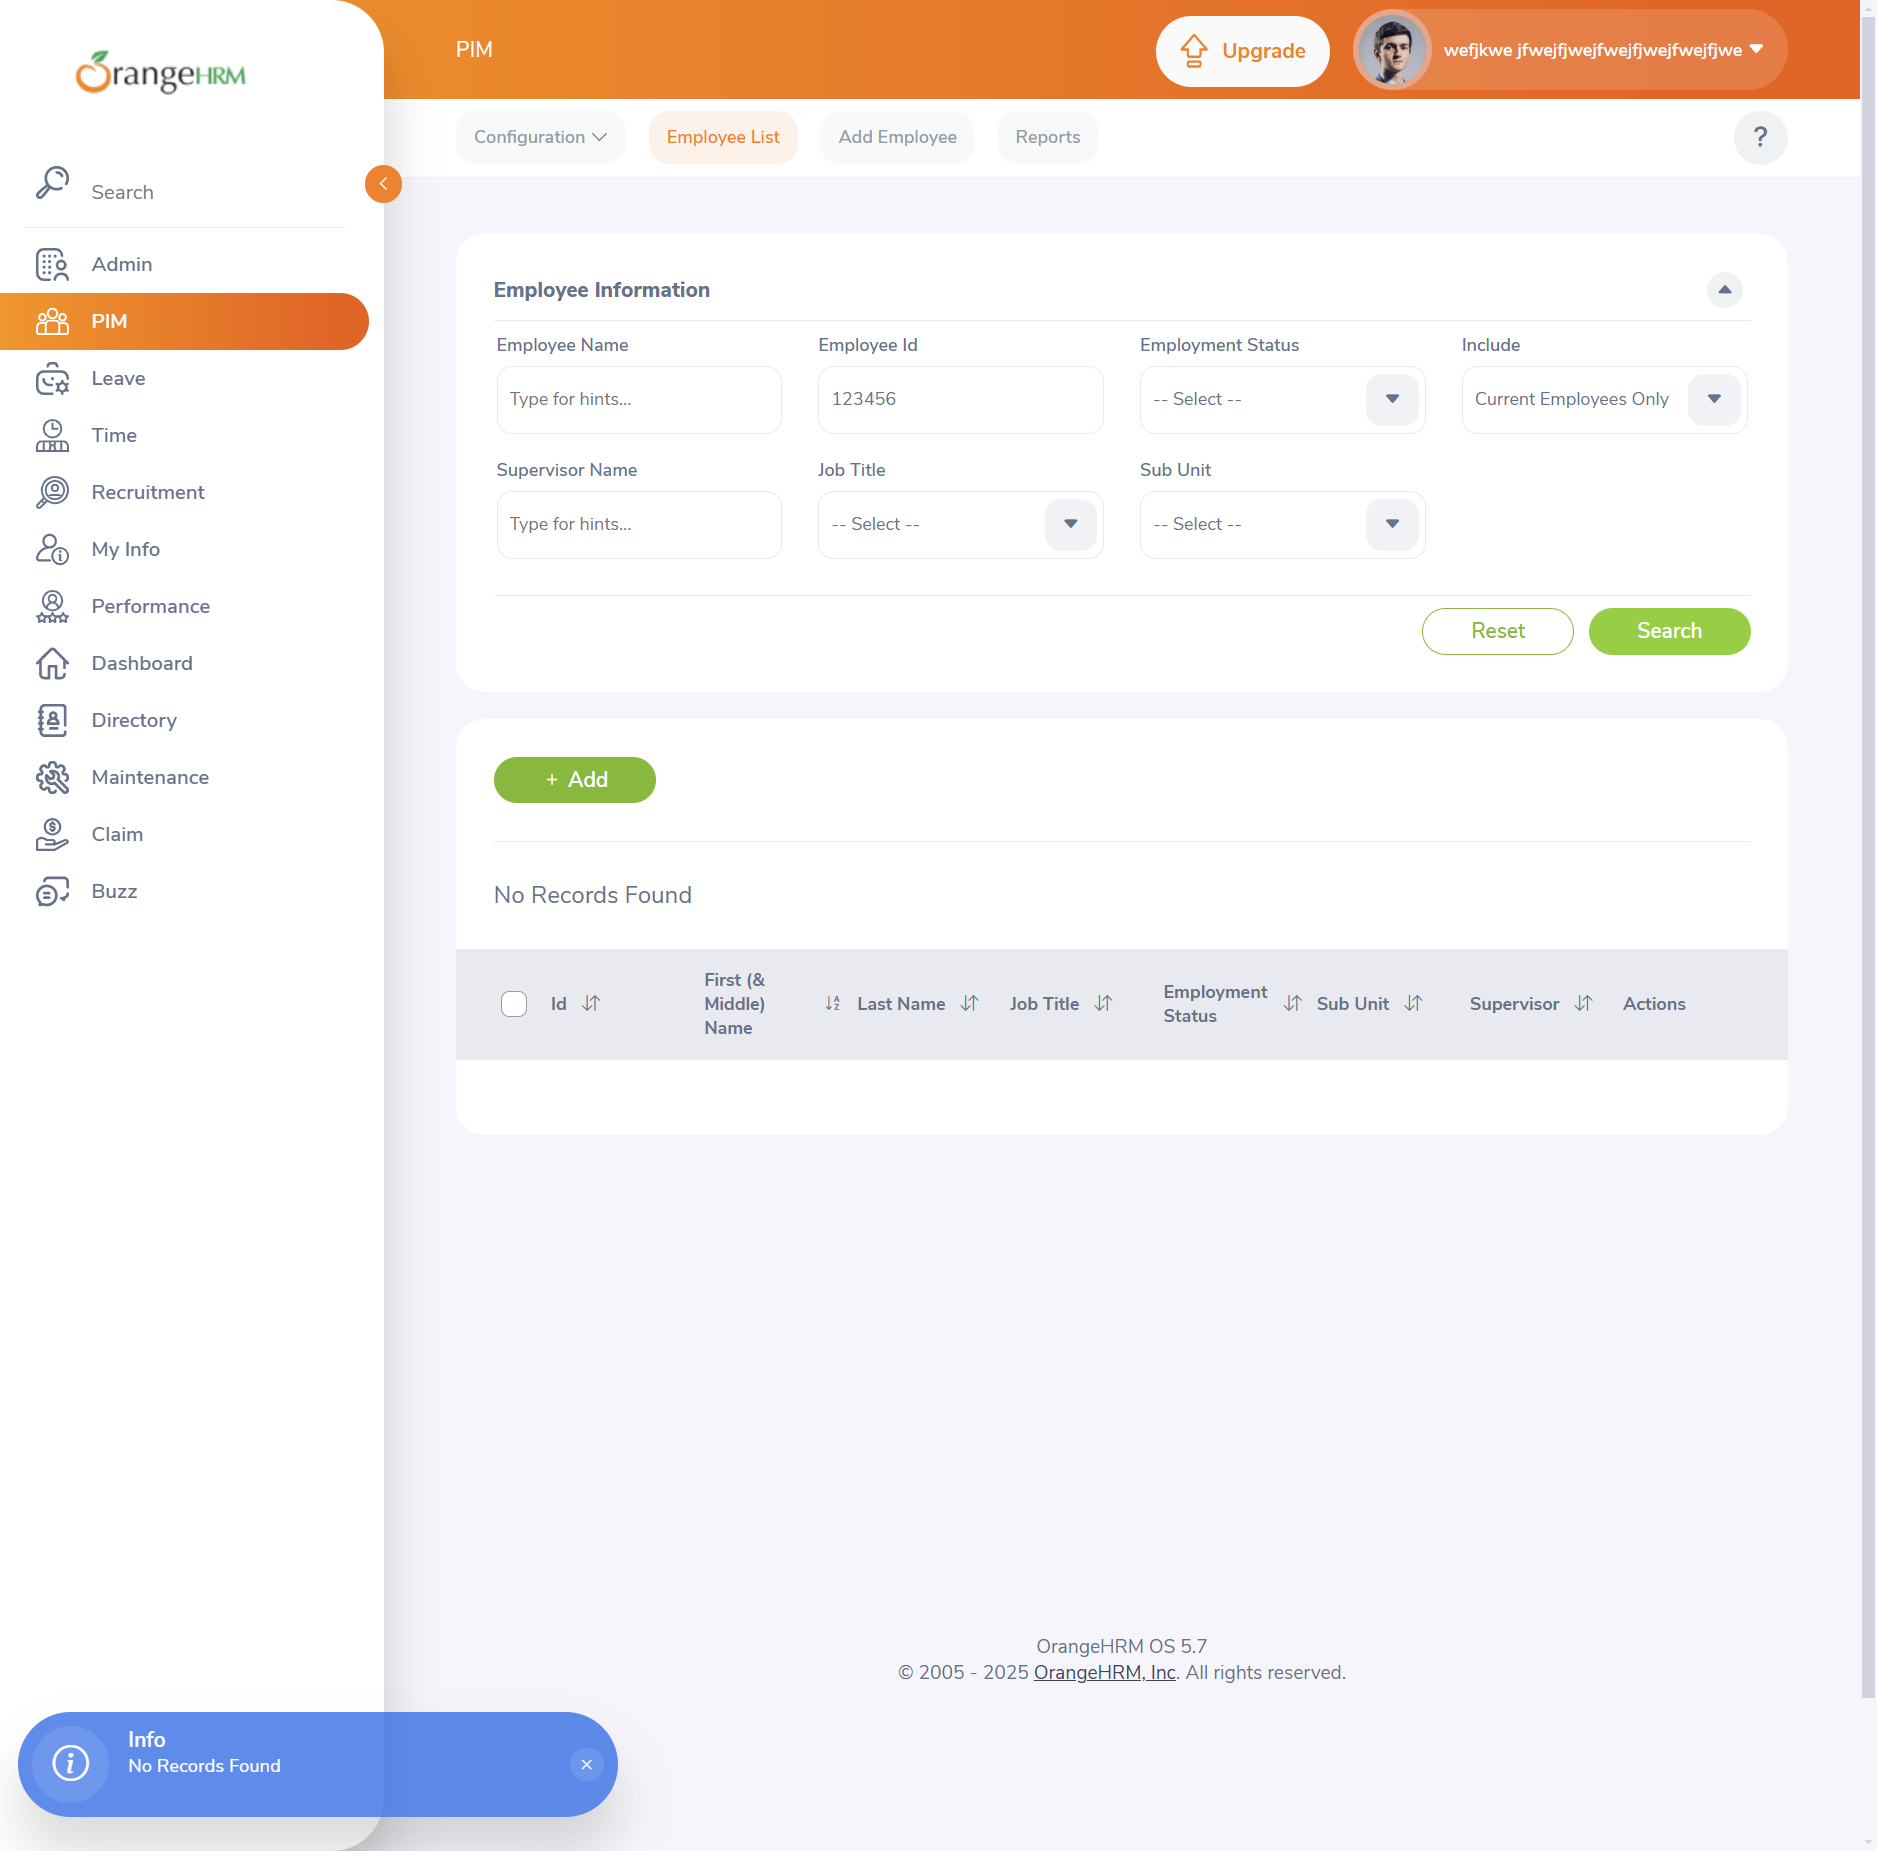 OrangeHRM
Search
Admin
PIM
Leave
Time
Recruitment
My Info
Performance
Dashboard
Directory
Maintenance
Claim
Buzz
PIM
Upgrade
wefjkwe jfwejfjwejfwejfjwejfwejfjwe
Configuration
Employee List
Add Employee
Reports
?
Employee Information
Employee Name
Employee Id
Employment Status
Include
Type for hints...
123456
-- Select --
Current Employees Only
Supervisor Name
Job Title
Sub Unit
Type for hints...
-- Select --
-- Select --
Reset
Search
+ Add
No Records Found
Id
First (&
Middle)
Name
Last Name
Job Title
Employment
Status
Sub Unit
Supervisor
Actions
OrangeHRM OS 5.7
© 2005 - 2025 OrangeHRM, Inc. All rights reserved.
Info
No Records Found